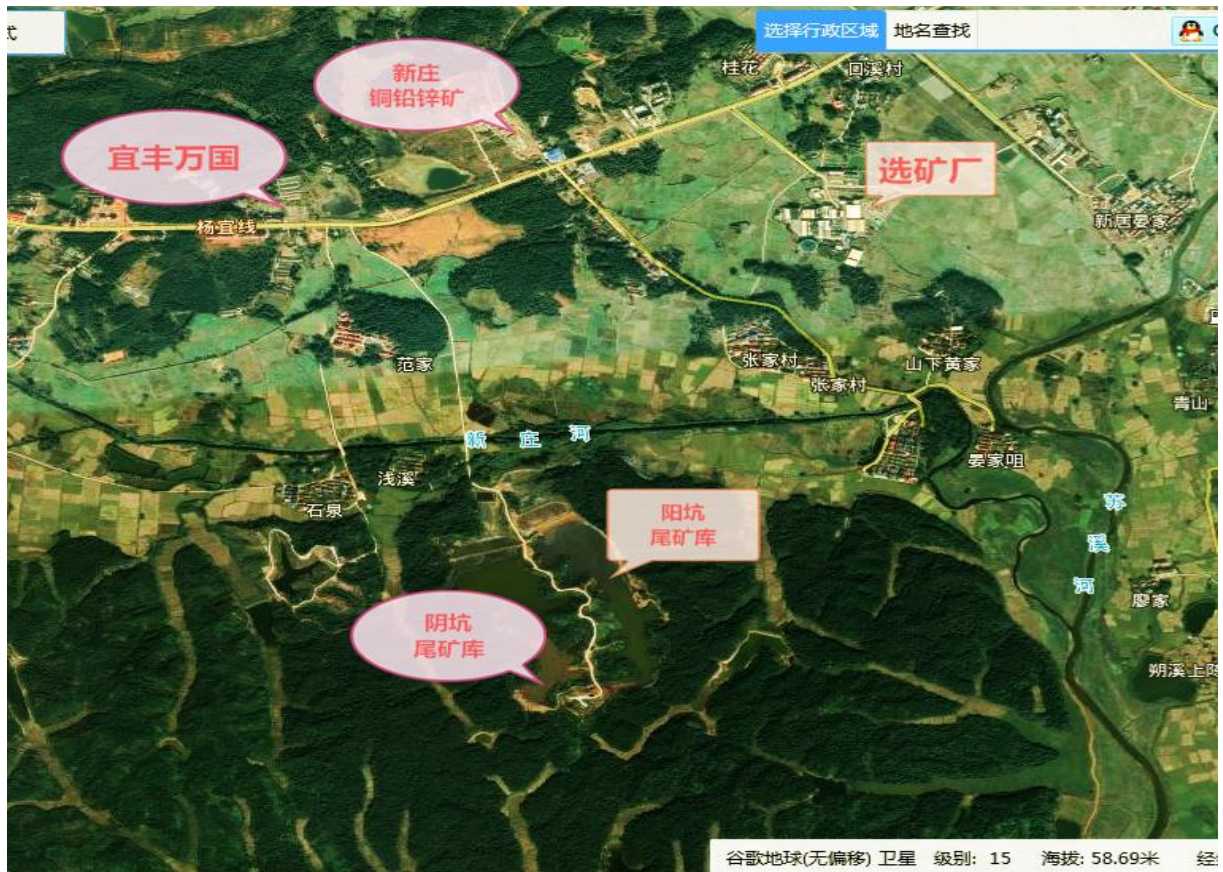 式
选择行政区域 地名查找
新庄
铜铅锌矿
桂花
回溪村
宜丰万国
选矿厂
杨宜线
新居晏家
范家
张家村
张家村
山下黄家
青山
新庄河
浅溪
石泉
晏家咀
阳坑
尾矿库
苏溪河
廖家
阴坑
尾矿库
朔溪上陈
谷歌地球(无偏移) 卫星 级别: 15 海拔: 58.69米 经